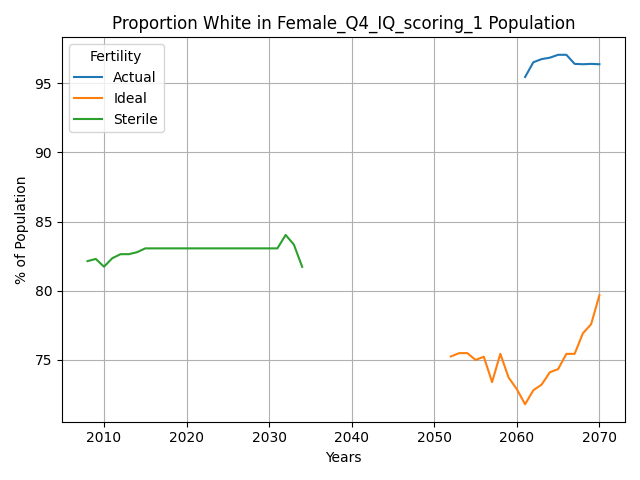 Proportion White in Female_Q4_IQ_scoring_1 Population
Fertility
Actual
Ideal
Sterile
% of Population
95
90
85
80
75
2010 2020 2030 2040 2050 2060 2070
Years